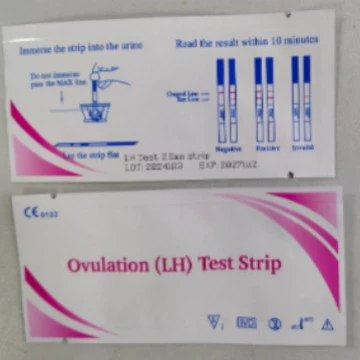 Immerse the strip into the urine
Read the result within 10 minutes
Do not immerse
pass the MAX line
Control Line
Test Line
Negative
Positive
Invalid
Lay the strip flat
LH Test
strip
LOT:
EXP:
CE 0123
Ovulation (LH) Test Strip
IVD